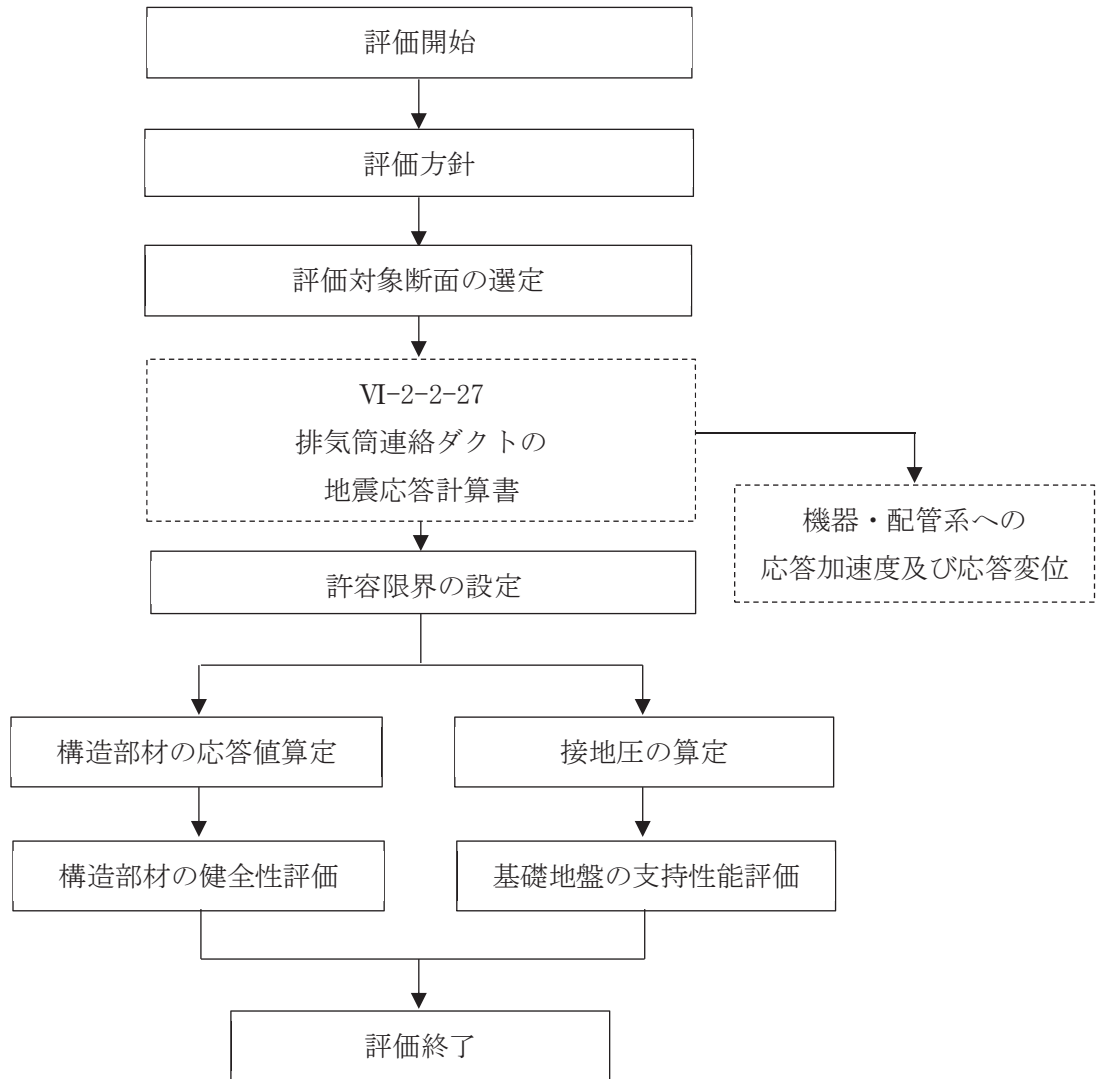 評価開始
評価方針
評価対象断面の選定
Ⅵ-2-2-27
排気筒連絡ダクトの
地震応答計算書
機器・配管系への
応答加速度及び応答変位
許容限界の設定
構造部材の応答値算定
接地圧の算定
構造部材の健全性評価
基礎地盤の支持性能評価
評価終了